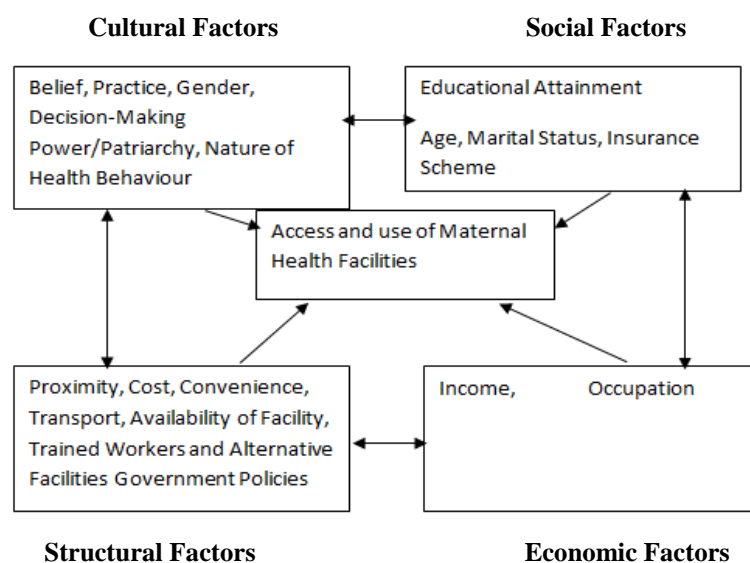 Cultural Factors
Social Factors
Belief, Practice, Gender,
Decision-Making
Power/Patriarchy, Nature of
Health Behaviour
Educational Attainment
Age, Marital Status, Insurance
Scheme
Access and use of Maternal
Health Facilities
Proximity, Cost, Convenience,
Transport, Availability of Facility,
Trained Workers and Alternative
Facilities Government Policies
Income, Occupation
Structural Factors
Economic Factors